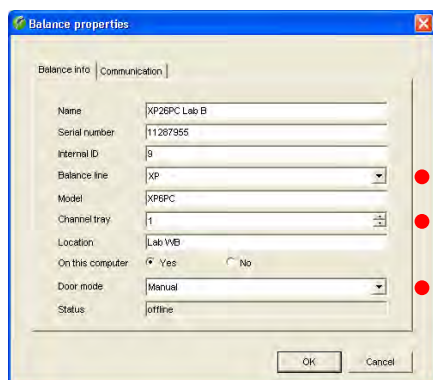 Balance properties
Balance info Communication
Name XP26PC Lab B
Serial number 11287955
Internal ID 9
Balance line XP
Model XP6PC
Channel tray 1
Location Lab WB
On this computer Yes No
Door mode Manual
Status offline
OK Cancel